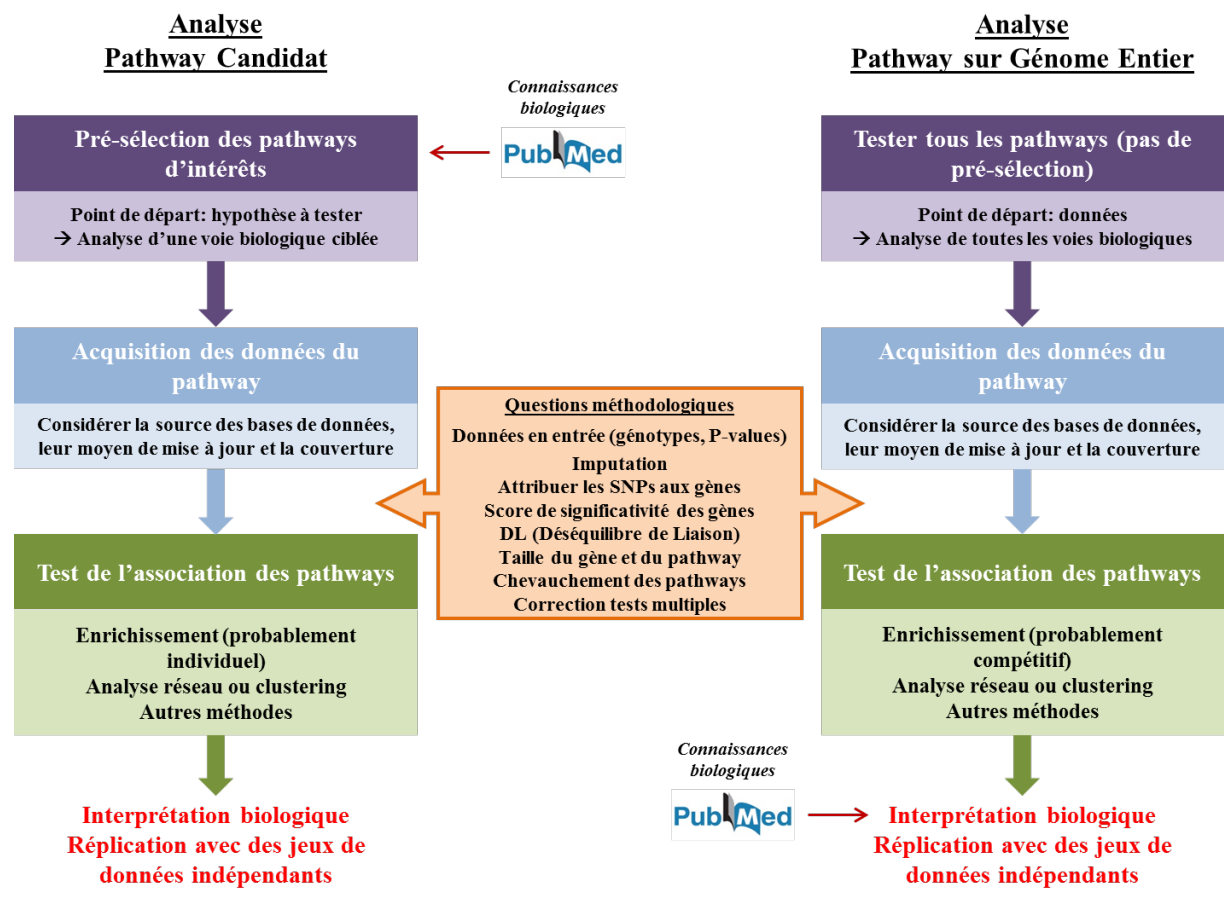 Analyse
Pathway Candidat
Connaissances
biologiques
PubMed
Pré-sélection des pathways
d’intérêts
Point de départ: hypothèse à tester
→ Analyse d’une voie biologique ciblée
Acquisition des données du
pathway
Considérer la source des bases de données,
leur moyen de mise à jour et la couverture
Test de l’association des pathways
Enrichissement (probablement
individuel)
Analyse réseau ou clustering
Autres méthodes
Interprétation biologique
Réplication avec des jeux de
données indépendants
Questions méthodologiques
Données en entrée (génotypes, P-values)
Imputation
Attribuer les SNPs aux gènes
Score de significativité des gènes
DL (Déséquilibre de Liaison)
Taille du gène et du pathway
Chevauchement des pathways
Correction tests multiples
Analyse
Pathway sur Génome Entier
Tester tous les pathways (pas de
pré-sélection)
Point de départ: données
→ Analyse de toutes les voies biologiques
Acquisition des données du
pathway
Considérer la source des bases de données,
leur moyen de mise à jour et la couverture
Test de l’association des pathways
Enrichissement (probablement
compétitif)
Analyse réseau ou clustering
Autres méthodes
Connaissances
biologiques
PubMed
Interprétation biologique
Réplication avec des jeux de
données indépendants